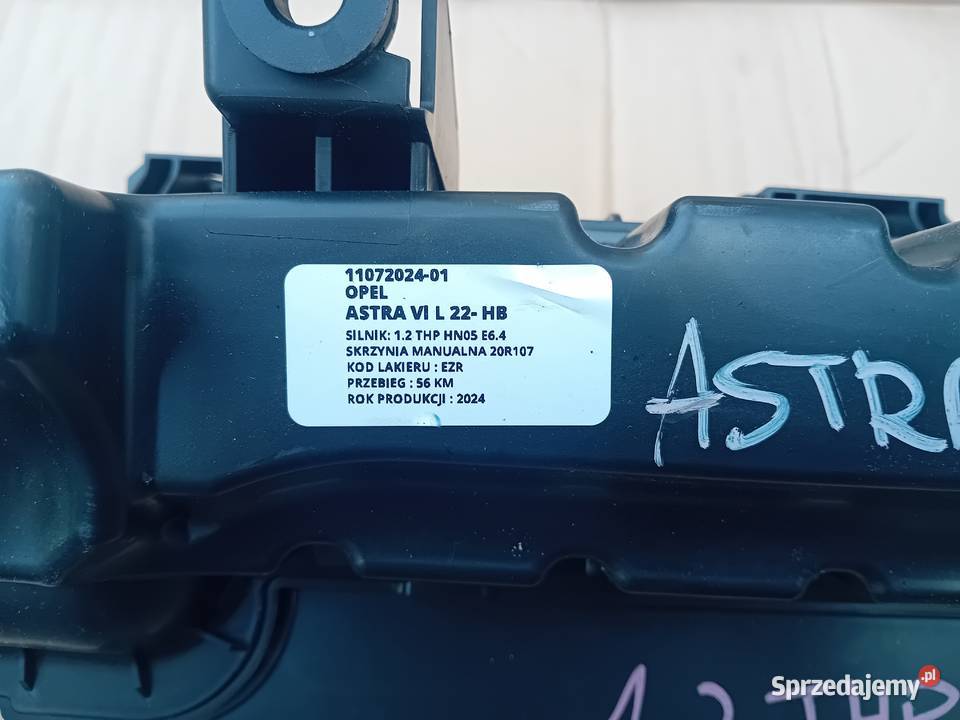 11072024-01
OPEL
ASTRA VI L 22- HB
SILNIK: 1.2 THP HN05 E6.4
SKRZYNIA MANUALNA 20R107
KOD LAKIERU : EZR
PRZEBIEG : 56 KM
ROK PRODUKCJI : 2024
ASTRA
1.2 THP
Sprzedajemy.pl